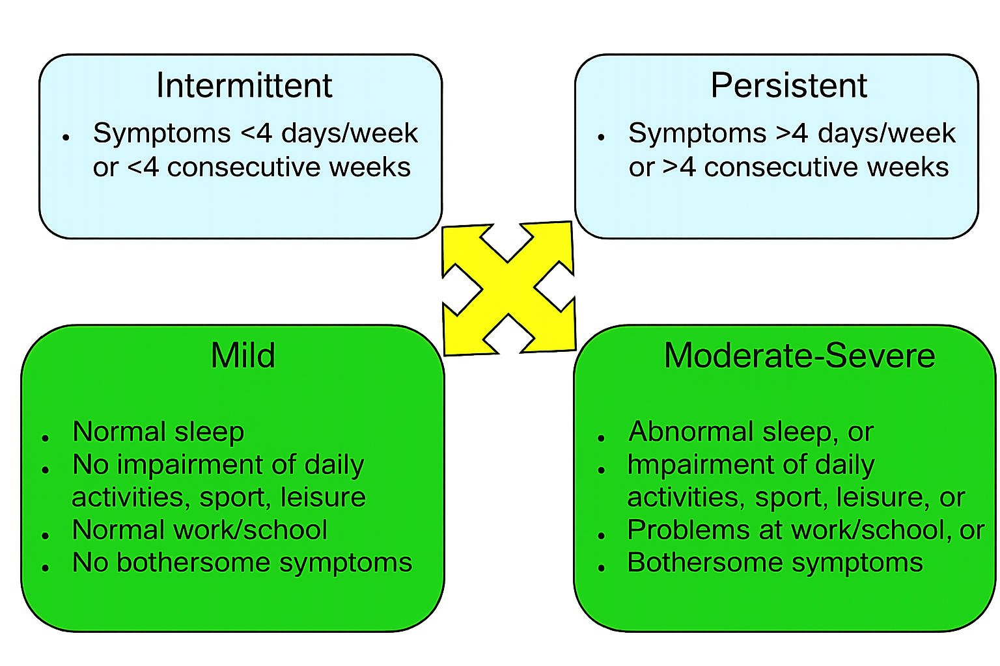 Intermittent
• Symptoms <4 days/week
or <4 consecutive weeks
Persistent
• Symptoms >4 days/week
or >4 consecutive weeks
Mild
• Normal sleep
• No impairment of daily
activities, sport, leisure
• Normal work/school
• No bothersome symptoms
Moderate-Severe
• Abnormal sleep, or
• hmpairment of daily
activities, sport, leisure, or
• Problems at work/school, or
• Bothersome symptoms